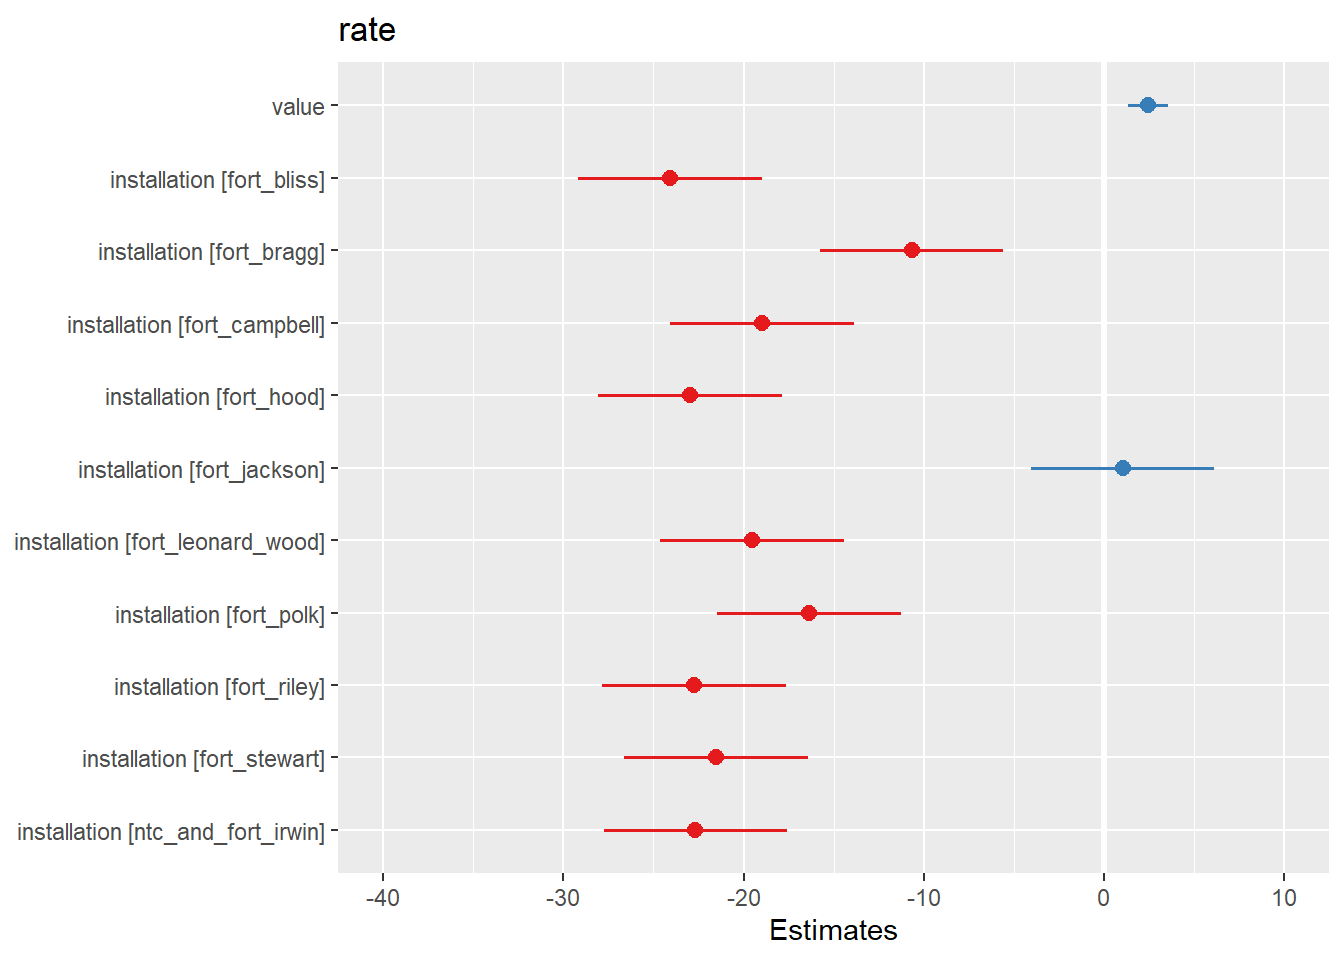 rate
value
installation [fort_bliss]
installation [fort_bragg]
installation [fort_campbell]
installation [fort_hood]
installation [fort_jackson]
installation [fort_leonard_wood]
installation [fort_polk]
installation [fort_riley]
installation [fort_stewart]
installation [ntc_and_fort_irwin]
-40 -30 -20 -10 0 10
Estimates